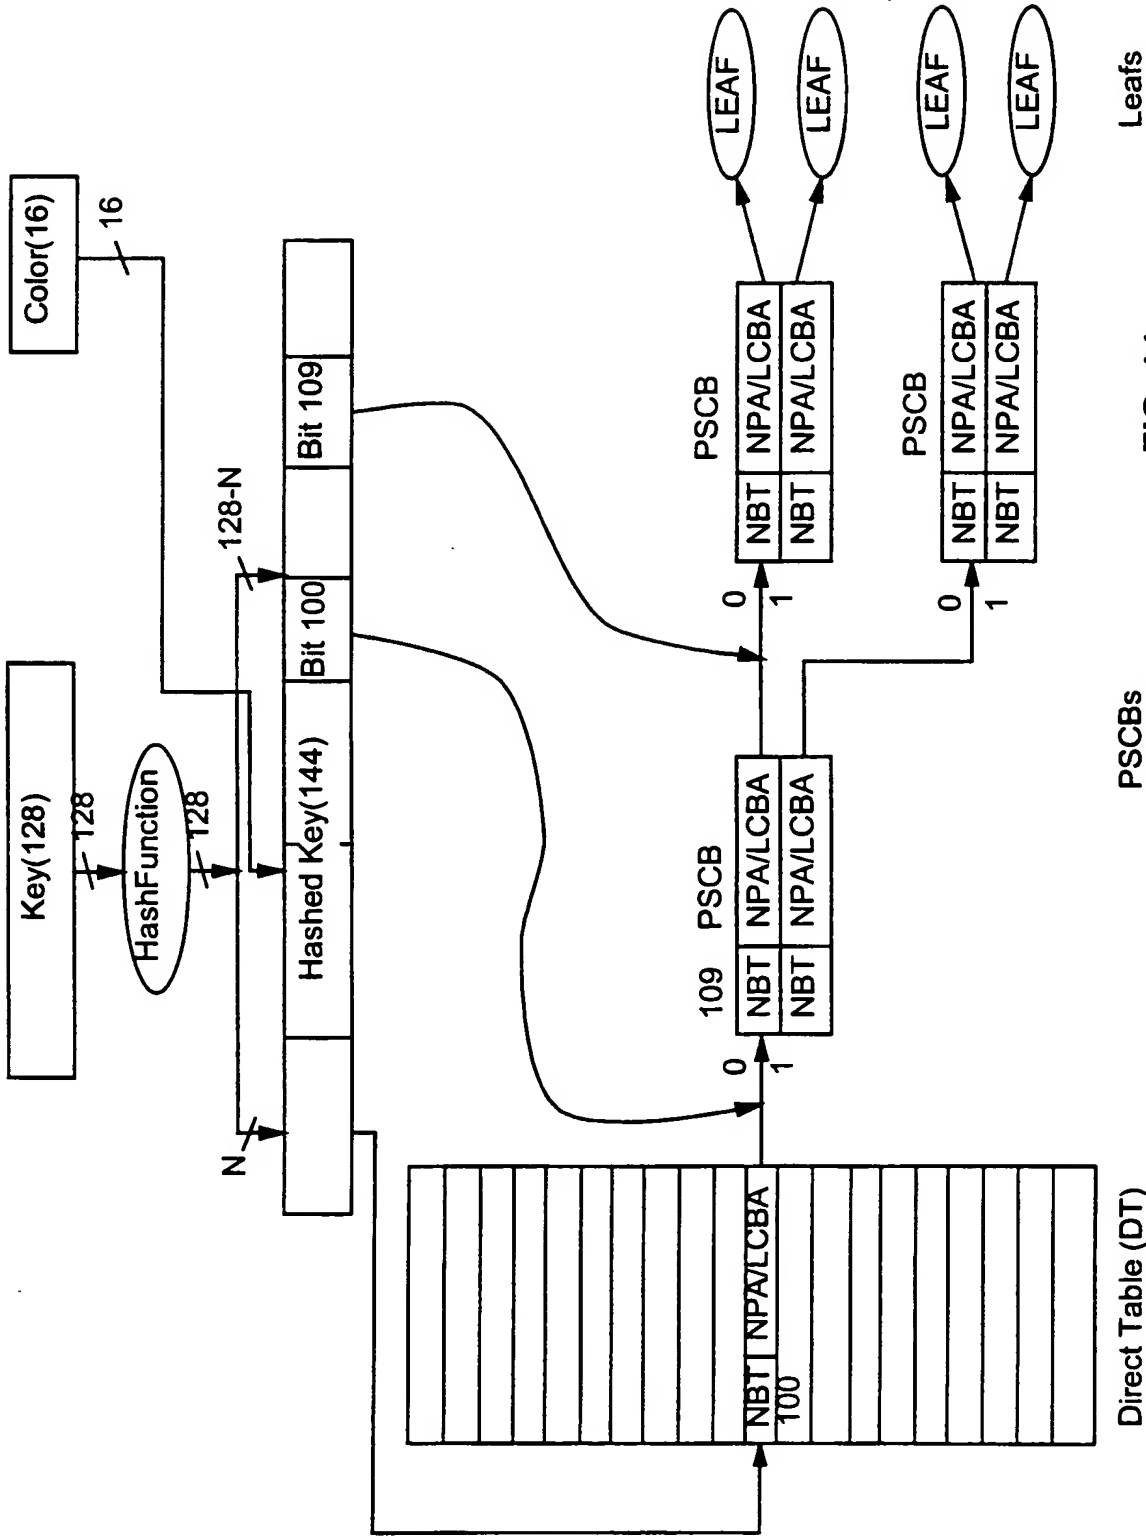 Key(128)
128
HashFunction
128
Color(16)
16
N
128-N
Hashed Key(144)
Bit 100
Bit 109
NBT
NPA/LCBA
100
Direct Table (DT)
0
1
109
PSCB
NBT
NPA/LCBA
NBT
NPA/LCBA
PSCBs
0
1
PSCB
NBT
NPA/LCBA
NBT
NPA/LCBA
0
1
PSCB
NBT
NPA/LCBA
NBT
NPA/LCBA
LEAF
LEAF
LEAF
LEAF
Leafs